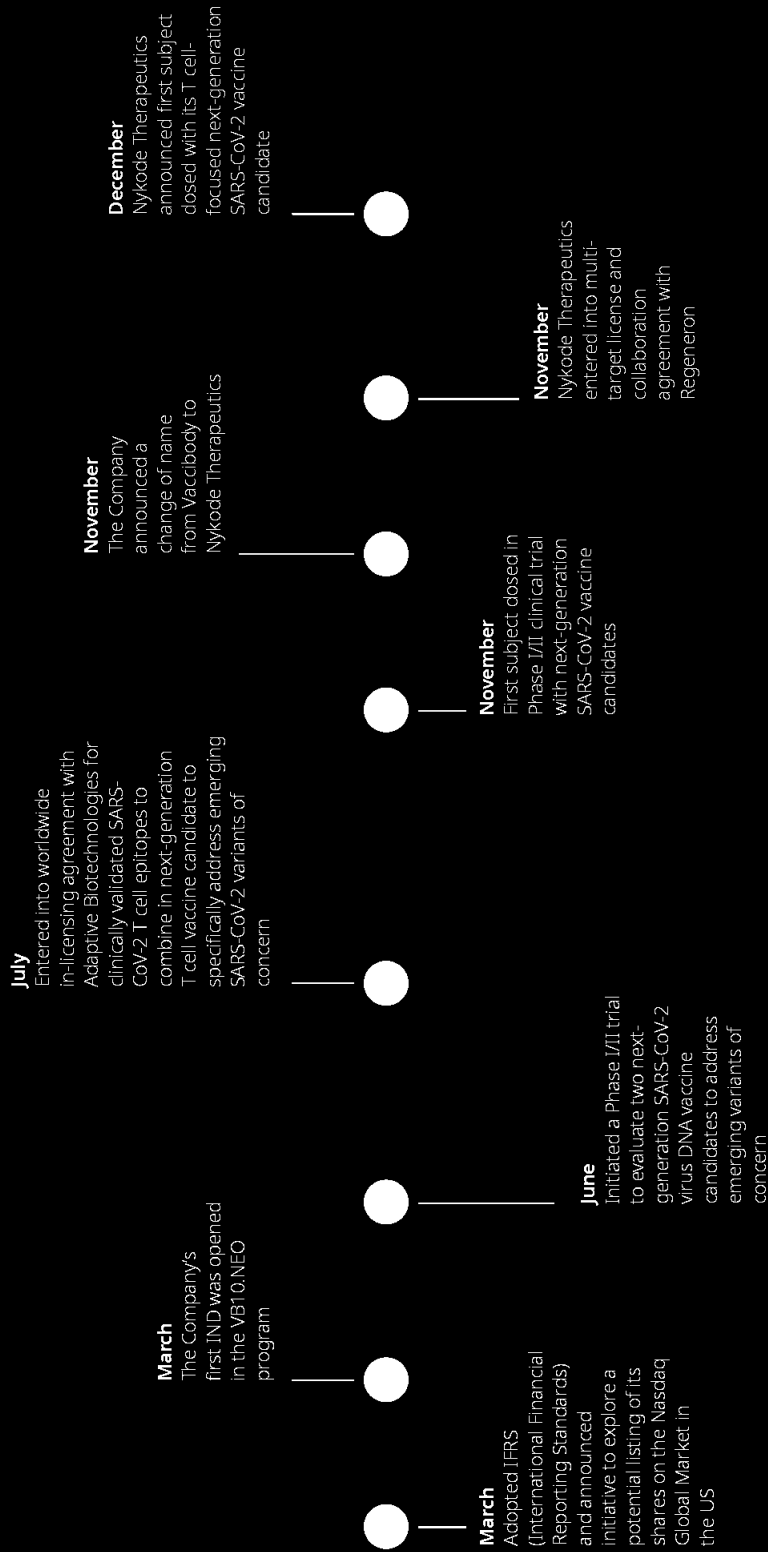 March
Adopted IFRS
(International Financial
Reporting Standards)
and announced
initiative to explore a
potential listing of its
shares on the Nasdaq
Global Market in
the US
March
The Company's
first IND was opened
in the VB10.NEO
program
June
Initiated a Phase I/II trial
to evaluate two next-
generation SARS-CoV-2
virus DNA vaccine
candidates to address
emerging variants of
concern
July
Entered into worldwide
in-licensing agreement with
Adaptive Biotechnologies for
clinically validated SARS-
CoV-2 T cell epitopes to
combine in next-generation
T cell vaccine candidate to
specifically address emerging
SARS-CoV-2 variants of
concern
November
First subject dosed in
Phase I/II clinical trial
with next-generation
SARS-CoV-2 vaccine
candidates
November
The Company
announced a
change of name
from Vaccibody to
Nykode Therapeutics
November
Nykode Therapeutics
entered into multi-
target license and
collaboration
agreement with
Regeneron
December
Nykode Therapeutics
announced first subject
dosed with its T cell-
focused next-generation
SARS-CoV-2 vaccine
candidate